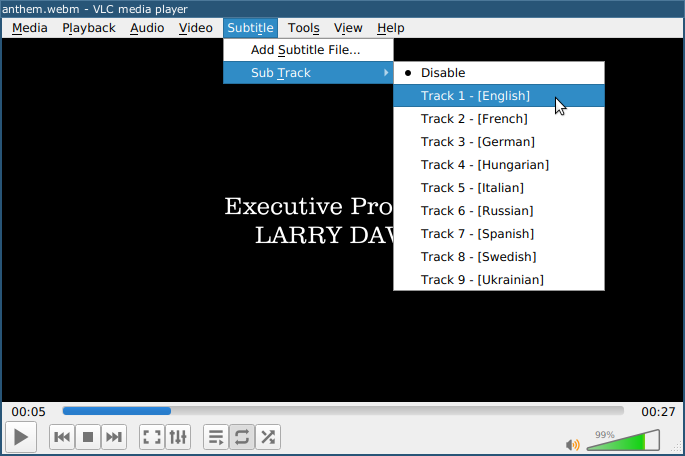 anthem.webm - VLC media player
Media Playback Audio Video Subtitle Tools View Help
Add Subtitle File...
Sub Track
Disable
Track 1 - [English]
Track 2 - [French]
Track 3 - [German]
Track 4 - [Hungarian]
Track 5 - [Italian]
Track 6 - [Russian]
Track 7 - [Spanish]
Track 8 - [Swedish]
Track 9 - [Ukrainian]
Executive Pro
LARRY
00:05
00:27
99%